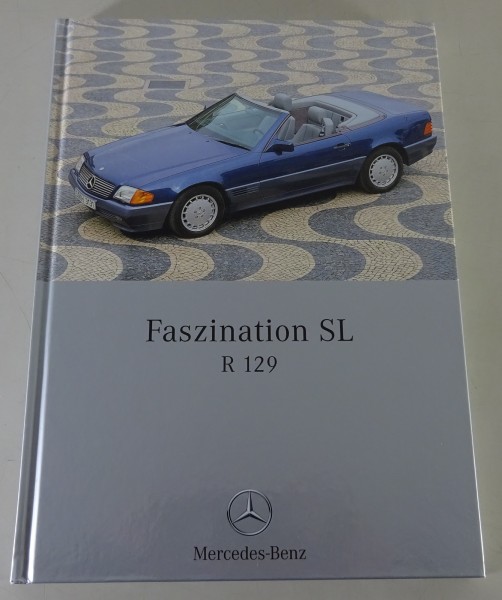 Faszination SL
R 129
Mercedes-Benz